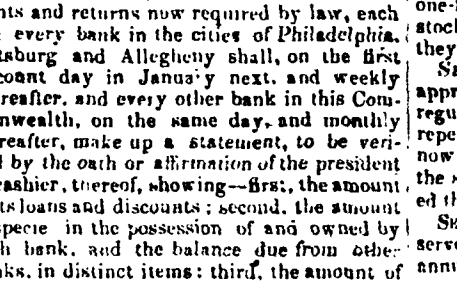 nts and returns now required by law, each
every bank in the cities of Philadelphia,
tsburg and Allegheny shall, on the first
count day in January next, and weekly
reafter, and every other bank in this Com-
nwealth, on the same day, and monthly
reafter, make up a statement, to be veri-
d by the oath or affirmation of the president
cashier, thereof, showing—first, the amount
its loans and discounts; second, the amount
specie in the possession of and owned by
h bank, and the balance due from other
nks, in distinct items: third, the amount of
one-
stock
they
appr
regu
repe
now
the s
ed th
serve
annu